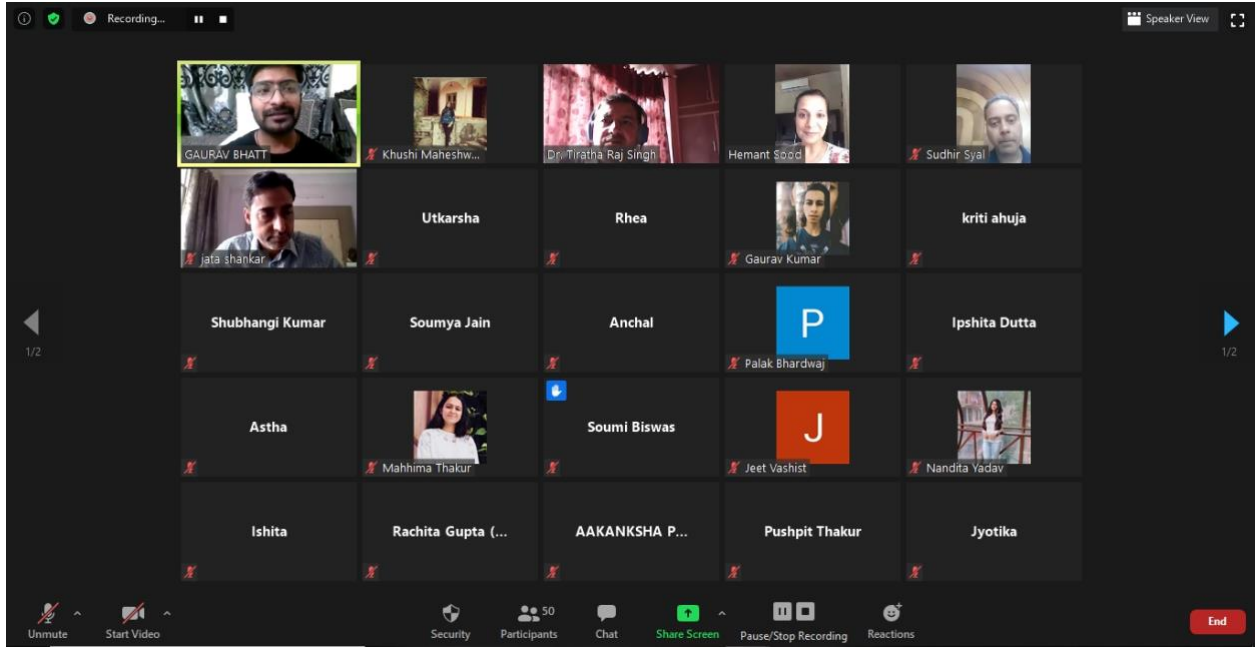 Recording...
Speaker View
GAURAV BHATT
Khushi Maheshw...
Dr. Tiratha Raj Singh
Hemant Sood
Sudhir Syal
jata shankar
Utkarsha
Rhea
Gaurav Kumar
kriti ahuja
Shubhangi Kumar
Soumya Jain
Anchal
P
Palak Bhardwaj
Ipshita Dutta
1/2
1/2
Astha
Mahhima Thakur
Soumi Biswas
J
Jeet Vashist
Nandita Yadav
Ishita
Rachita Gupta (...
AAKANKSHA P...
Pushpit Thakur
Jyotika
Unmute
Start Video
Security
50
Participants
Chat
Share Screen
Pause/Stop Recording
Reactions
End